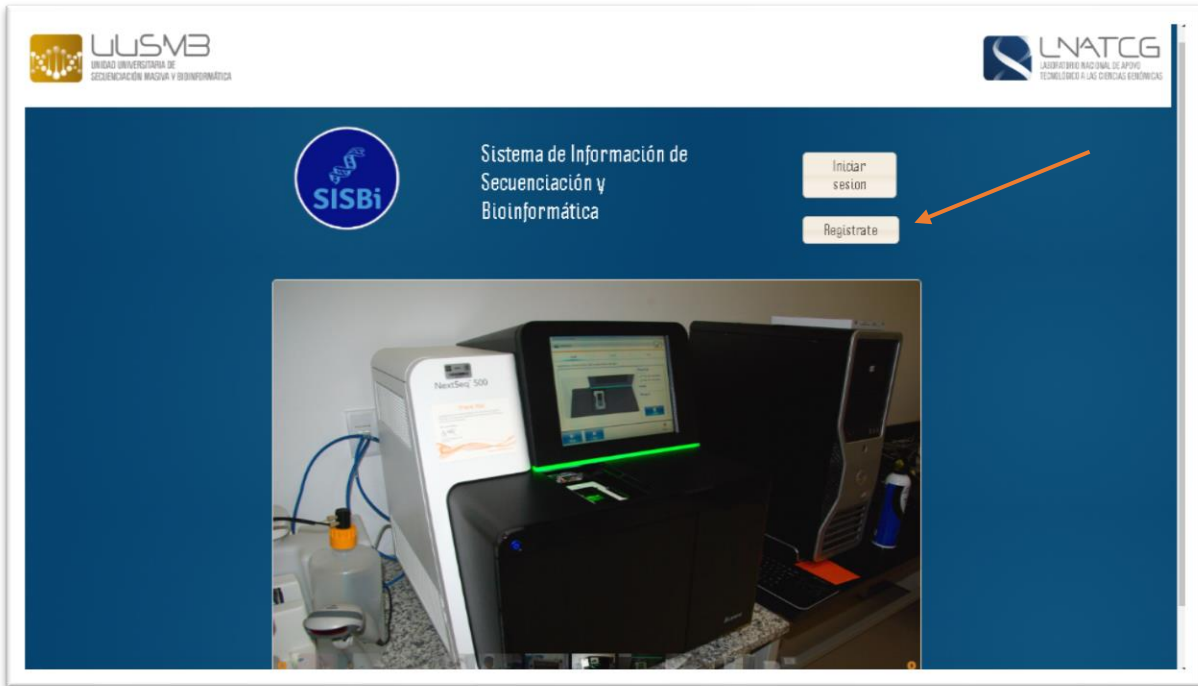 UUSMB
UNIDAD UNIVERSITARIA DE
SECUENCIACIÓN MASIVA Y BIOINFORMÁTICA
LNATCG
LABORATORIO NACIONAL DE APOYO
TECNOLÓGICO A LAS CIENCIAS GENÓMICAS
SISBi
Sistema de Información de
Secuenciación y
Bioinformática
Iniciar
sesion
Registrate
NextSeq 500